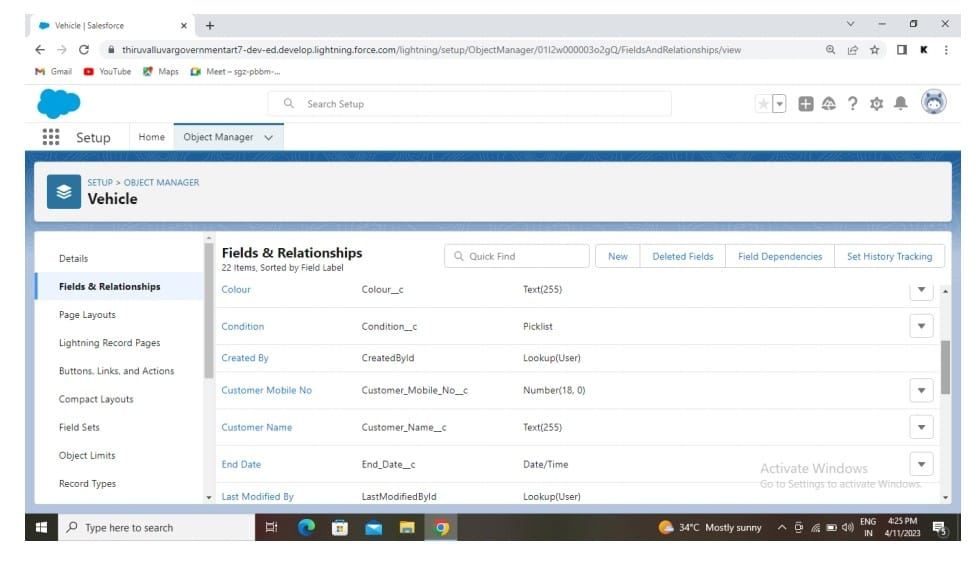 Vehicle | Salesforce
thiruvalluvargovernmentart7-dev-ed.develop.lightning.force.com/lightning/setup/ObjectManager/01I2w000003o2gQ/FieldsAndRelationships/view
K
Gmail YouTube Maps Meet – sgz-pbbm-...
Search Setup
Setup Home Object Manager
SETUP > OBJECT MANAGER
Vehicle
Details
Fields & Relationships
Page Layouts
Lightning Record Pages
Buttons, Links, and Actions
Compact Layouts
Field Sets
Object Limits
Record Types
Fields & Relationships
22 Items, Sorted by Field Label
Quick Find New Deleted Fields Field Dependencies Set History Tracking
Colour Colour__c Text(255)
Condition Condition__c Picklist
Created By CreatedById Lookup(User)
Customer Mobile No Customer_Mobile_No__c Number(18, 0)
Customer Name Customer_Name__c Text(255)
End Date End_Date__c Date/Time
Last Modified By LastModifiedById Lookup(User)
Activate Windows
Go to Settings to activate Windows.
Type here to search 34°C Mostly sunny ENG IN 4:25 PM 4/11/2023 5